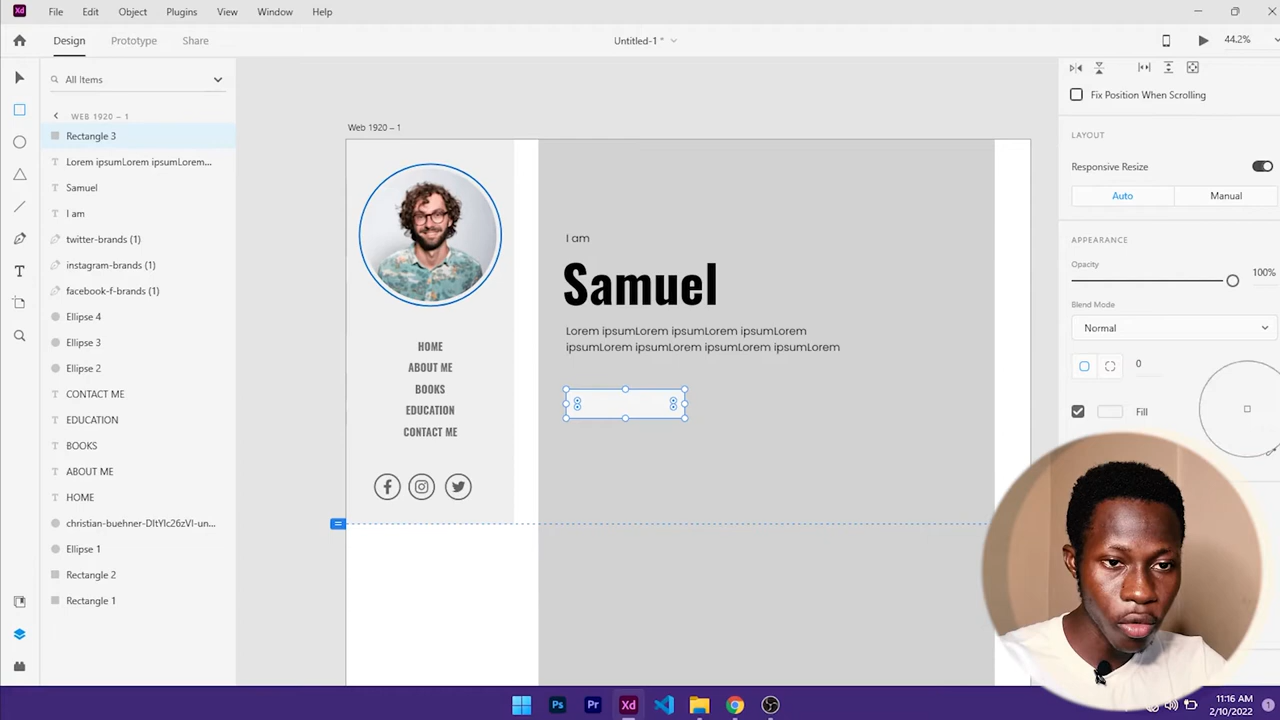 Xd File Edit Object Plugins View Window Help
Design Prototype Share Untitled-1 * 44.2%
All Items
WEB 1920 – 1
Rectangle 3
Lorem ipsumLorem ipsumLorem...
Samuel
I am
twitter-brands (1)
instagram-brands (1)
facebook-f-brands (1)
Ellipse 4
Ellipse 3
Ellipse 2
CONTACT ME
EDUCATION
BOOKS
ABOUT ME
HOME
christian-buehner-DItYlc26zVI-un...
Ellipse 1
Rectangle 2
Rectangle 1
Web 1920 – 1
HOME
ABOUT ME
BOOKS
EDUCATION
CONTACT ME
I am
Samuel
Lorem ipsumLorem ipsumLorem ipsumLorem
ipsumLorem ipsumLorem ipsumLorem ipsumLorem
Fix Position When Scrolling
LAYOUT
Responsive Resize
Auto Manual
APPEARANCE
Opacity
100%
Blend Mode
Normal
0
Fill
Ps Pr Xd
11:16 AM
2/10/2022
1